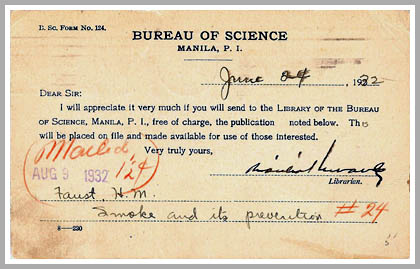 B. SC. FORM NO. 124.
BUREAU OF SCIENCE
MANILA, P. I.
June 24, 1932
DEAR SIR:
I will appreciate it very much if you will send to the LIBRARY OF THE BUREAU
OF SCIENCE, MANILA, P. I., free of charge, the publication noted below. This
will be placed on file and made available for use of those interested.
Very truly yours,
Mailed
AUG 9 1932
1½¢
Librarian.
Faust, H. M.
Smoke and its prevention #24
8—230